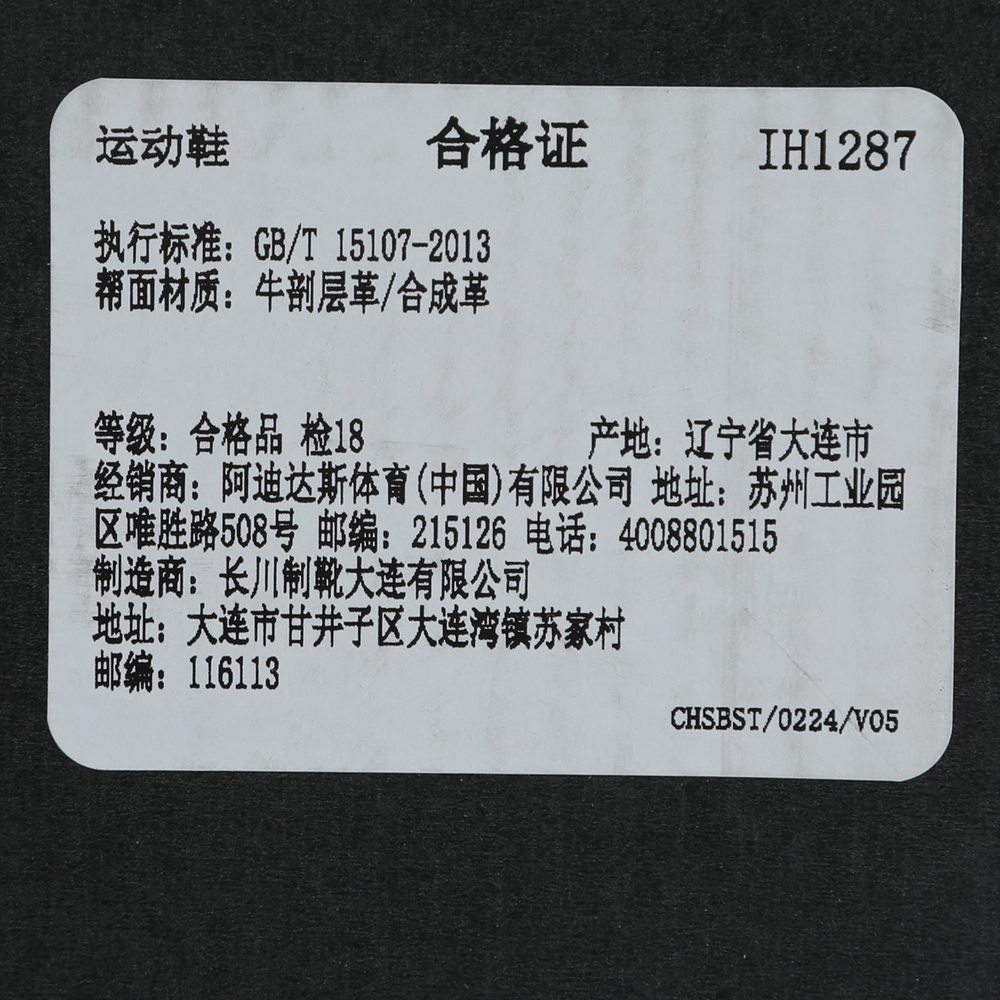 运动鞋 合格证 IH1287
执行标准：GB/T 15107-2013
帮面材质：牛剖层革/合成革
等级：合格品 检18 产地：辽宁省大连市
经销商：阿迪达斯体育(中国)有限公司 地址：苏州工业园
区唯胜路508号 邮编：215126 电话：4008801515
制造商：长川制靴大连有限公司
地址：大连市甘井子区大连湾镇苏家村
邮编：116113
CHSBST/0224/V05